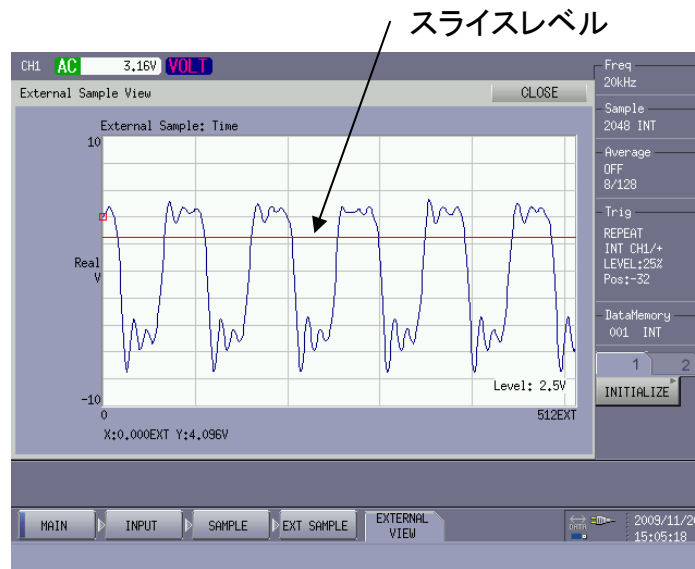 スライスレベル
CH1 AC 3.16V VOLT
External Sample View CLOSE
External Sample: Time
10
Real
V
-10
Level: 2.5V
0 512EXT
X:0.000EXT Y:4.096V
Freq
20kHz
Sample
2048 INT
Average
OFF
8/128
Trig
REPEAT
INT CH1/+
LEVEL:25%
Pos:-32
DataMemory
001 INT
1 2
INITIALIZE
MAIN INPUT SAMPLE EXT SAMPLE EXTERNAL VIEW
DATA
15:05:18